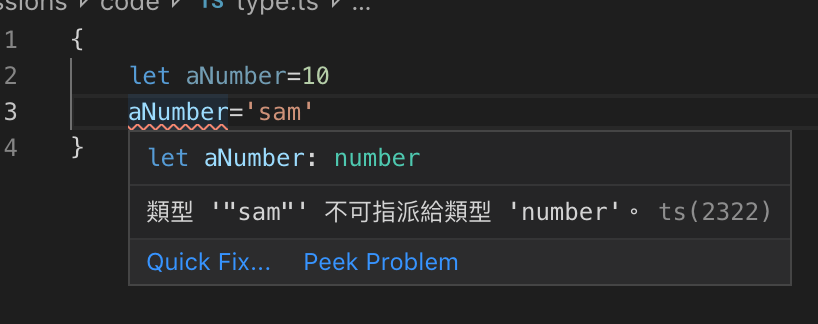 ssions > code > TS type.ts > ...
1 {
2 let aNumber=10
3 aNumber='sam'
4 }
let aNumber: number
類型 '"sam"' 不可指派給類型 'number'。 ts(2322)
Quick Fix... Peek Problem